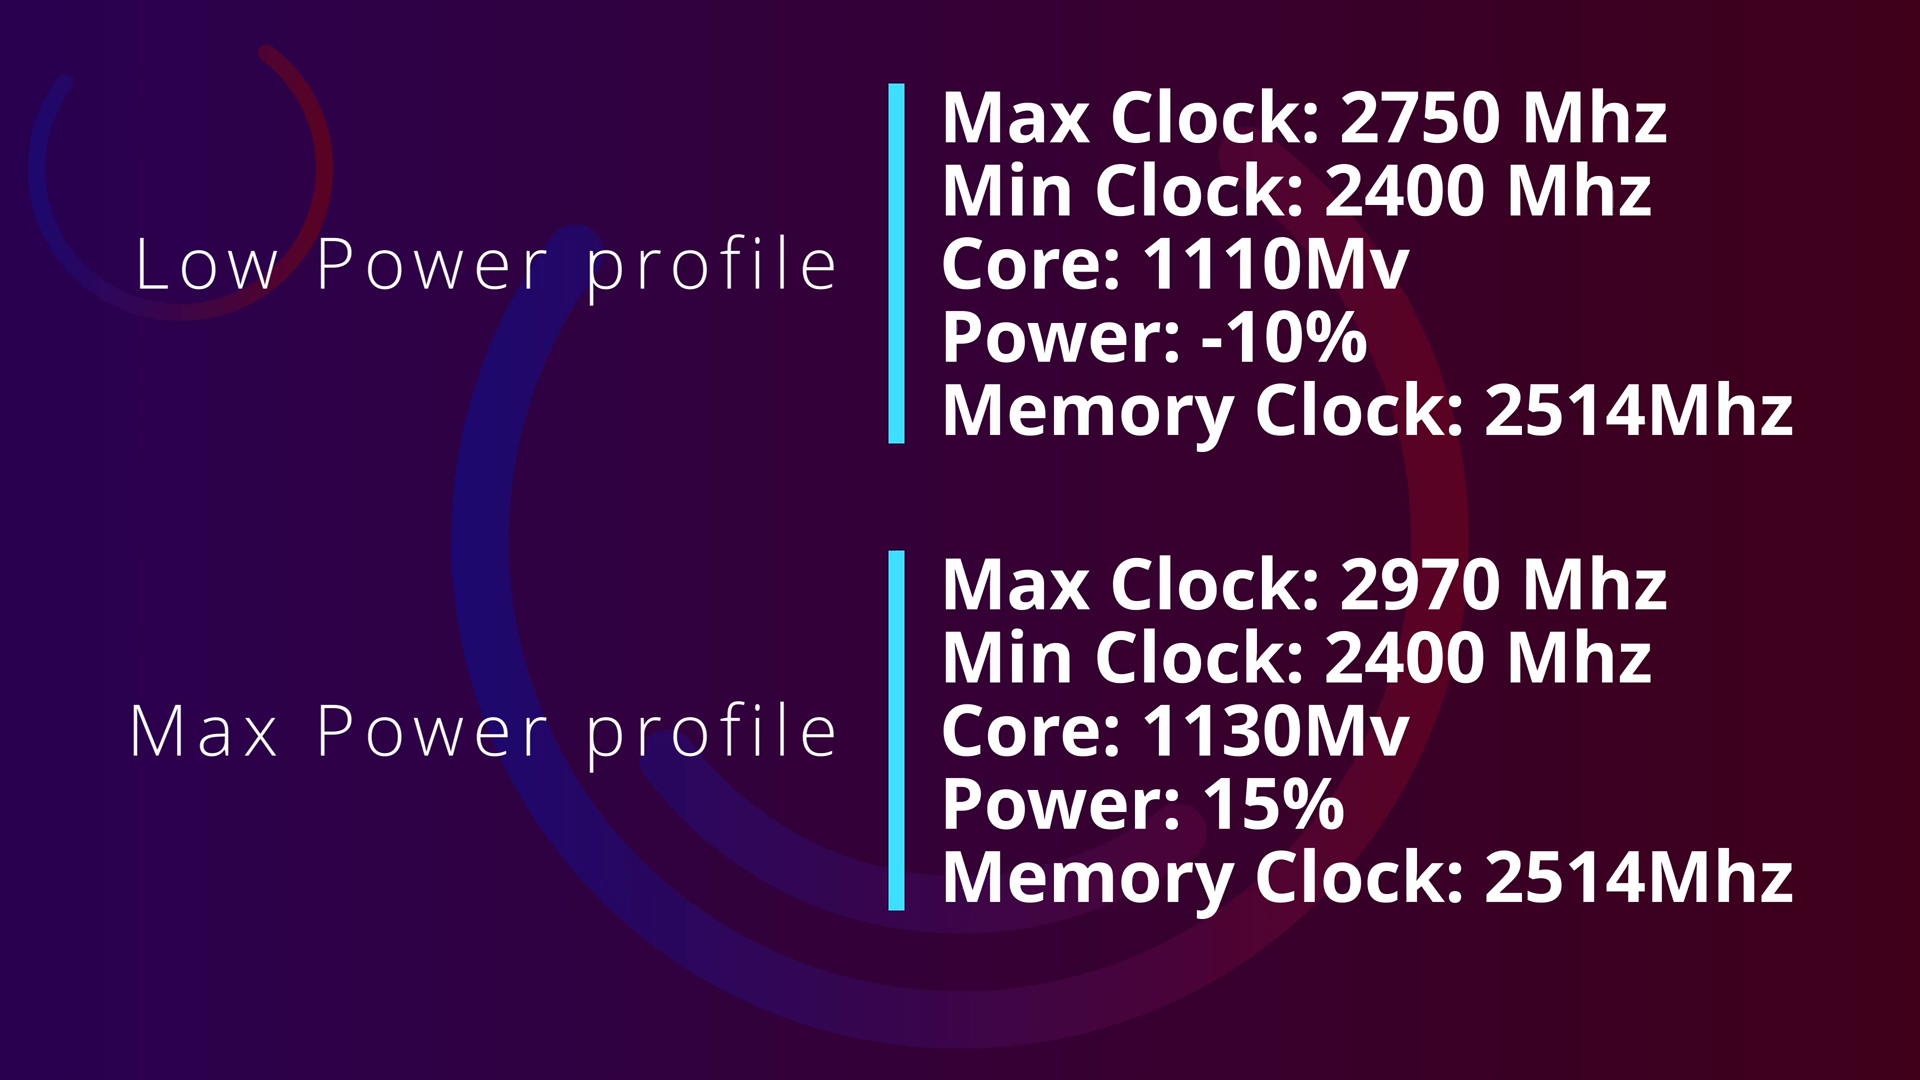 Low Power profile
Max Clock: 2750 Mhz
Min Clock: 2400 Mhz
Core: 1110Mv
Power: -10%
Memory Clock: 2514Mhz
Max Power profile
Max Clock: 2970 Mhz
Min Clock: 2400 Mhz
Core: 1130Mv
Power: 15%
Memory Clock: 2514Mhz